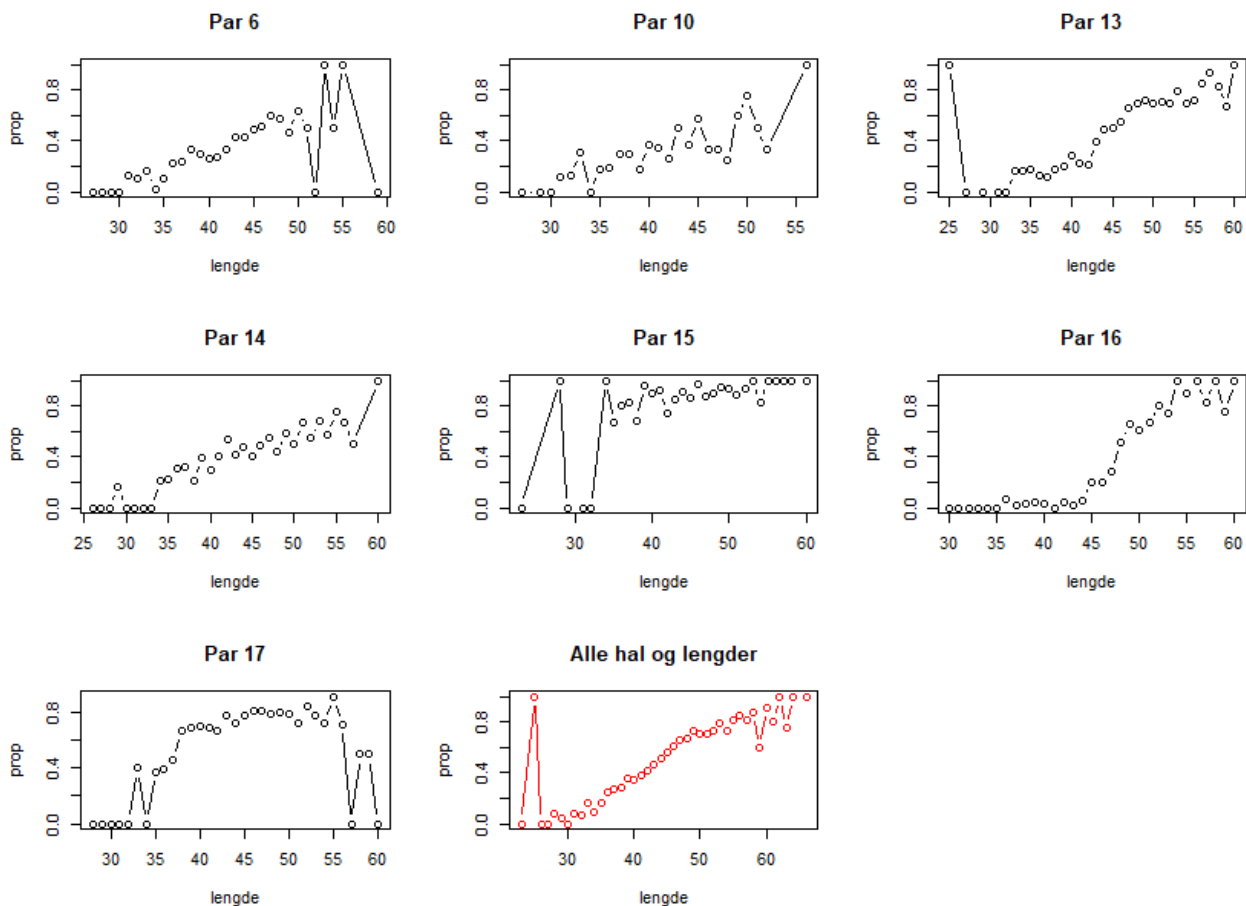 Par 6
Par 10
Par 13
prop
0.0 0.4 0.8
30 35 40 45 50 55 60
lengde
prop
0.0 0.4 0.8
30 35 40 45 50 55
lengde
prop
0.0 0.4 0.8
25 30 35 40 45 50 55 60
lengde
Par 14
Par 15
Par 16
prop
0.0 0.4 0.8
25 30 35 40 45 50 55 60
lengde
prop
0.0 0.4 0.8
30 40 50 60
lengde
prop
0.0 0.4 0.8
30 35 40 45 50 55 60
lengde
Par 17
Alle hal og lengder
prop
0.0 0.4 0.8
30 35 40 45 50 55 60
lengde
prop
0.0 0.4 0.8
30 40 50 60
lengde